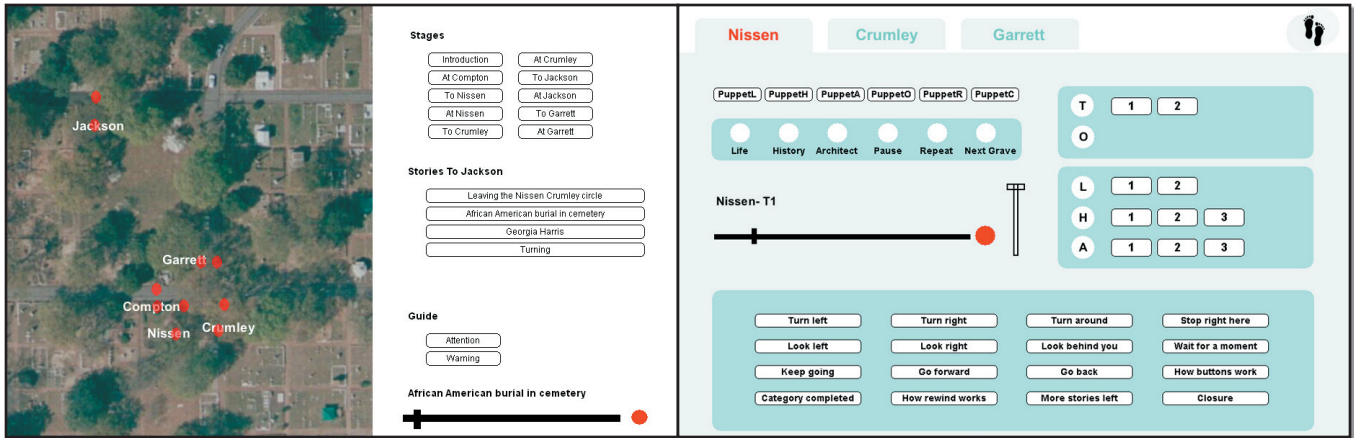 Jackson
Garrett
Compton
Nissen
Crumley
Stages
Introduction
At Crumley
At Compton
To Jackson
To Nissen
At Jackson
At Nissen
To Garrett
To Crumley
At Garrett
Stories To Jackson
Leaving the Nissen Crumley circle
African American burial in cemetery
Georgia Harris
Turning
Guide
Attention
Warning
African American burial in cemetery
Nissen
Crumley
Garrett
PuppetL PuppetH PuppetA PuppetO PuppetR PuppetC
Life History Architect Pause Repeat Next Grave
Nissen- T1
T 1 2
O
L 1 2
H 1 2 3
A 1 2 3
Turn left Turn right Turn around Stop right here
Look left Look right Look behind you Wait for a moment
Keep going Go forward Go back How buttons work
Category completed How rewind works More stories left Closure